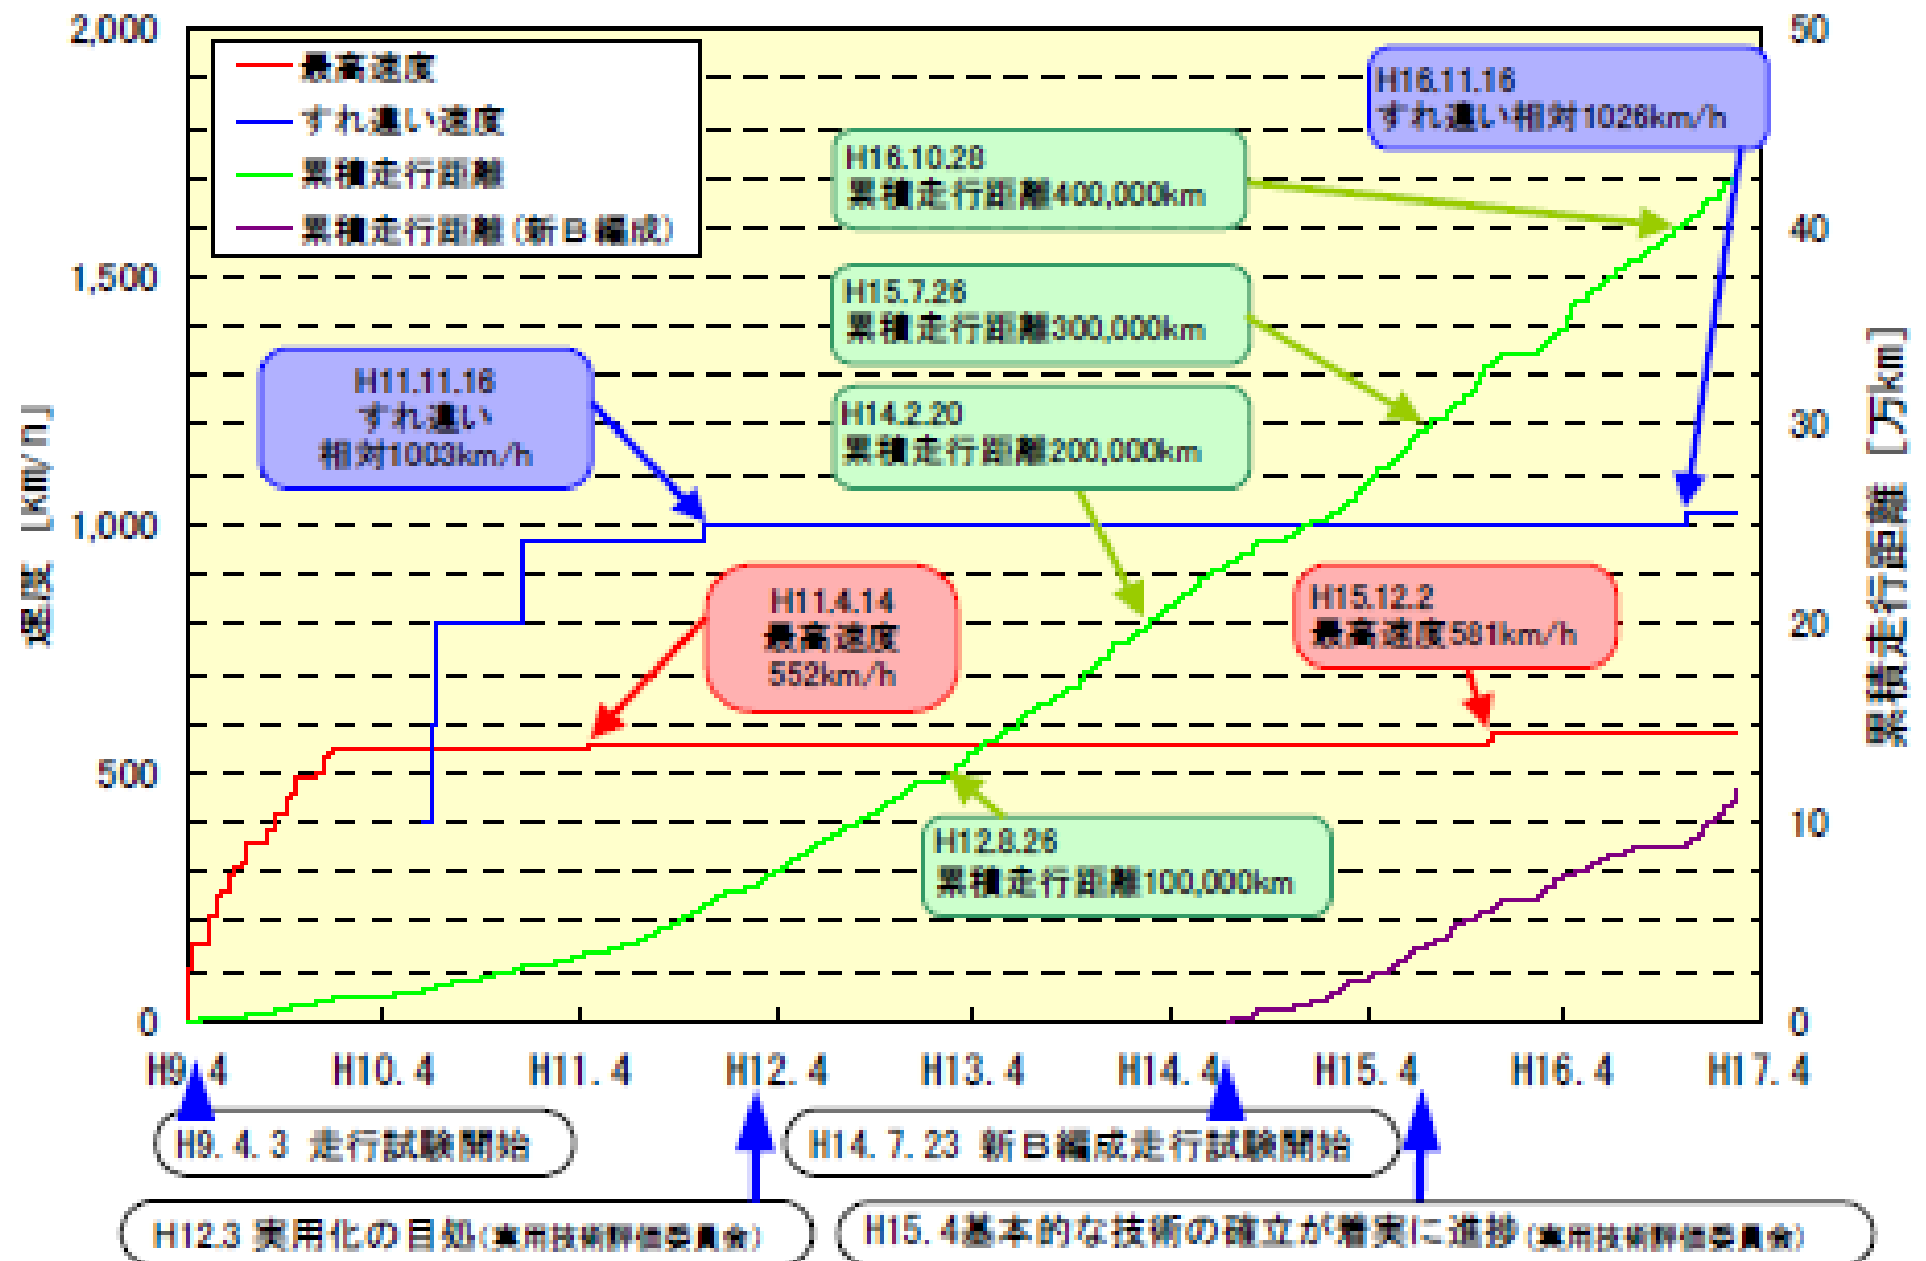 2,000
1,500
1,000
500
0
速度 [km/h]
50
40
30
20
10
0
累積走行距離 [万km]
最高速度
すれ違い速度
累積走行距離
累積走行距離(新B編成)
H16.11.16
すれ違い相対1026km/h
H16.10.28
累積走行距離400,000km
H15.7.26
累積走行距離300,000km
H14.2.20
累積走行距離200,000km
H11.11.16
すれ違い
相対1003km/h
H11.4.14
最高速度
552km/h
H15.12.2
最高速度581km/h
H12.8.26
累積走行距離100,000km
H9.4
H10.4
H11.4
H12.4
H13.4
H14.4
H15.4
H16.4
H17.4
H9.4.3 走行試験開始
H14.7.23 新B編成走行試験開始
H12.3 実用化の目処(実用技術評価委員会)
H15.4基本的な技術の確立が着実に進捗(実用技術評価委員会)